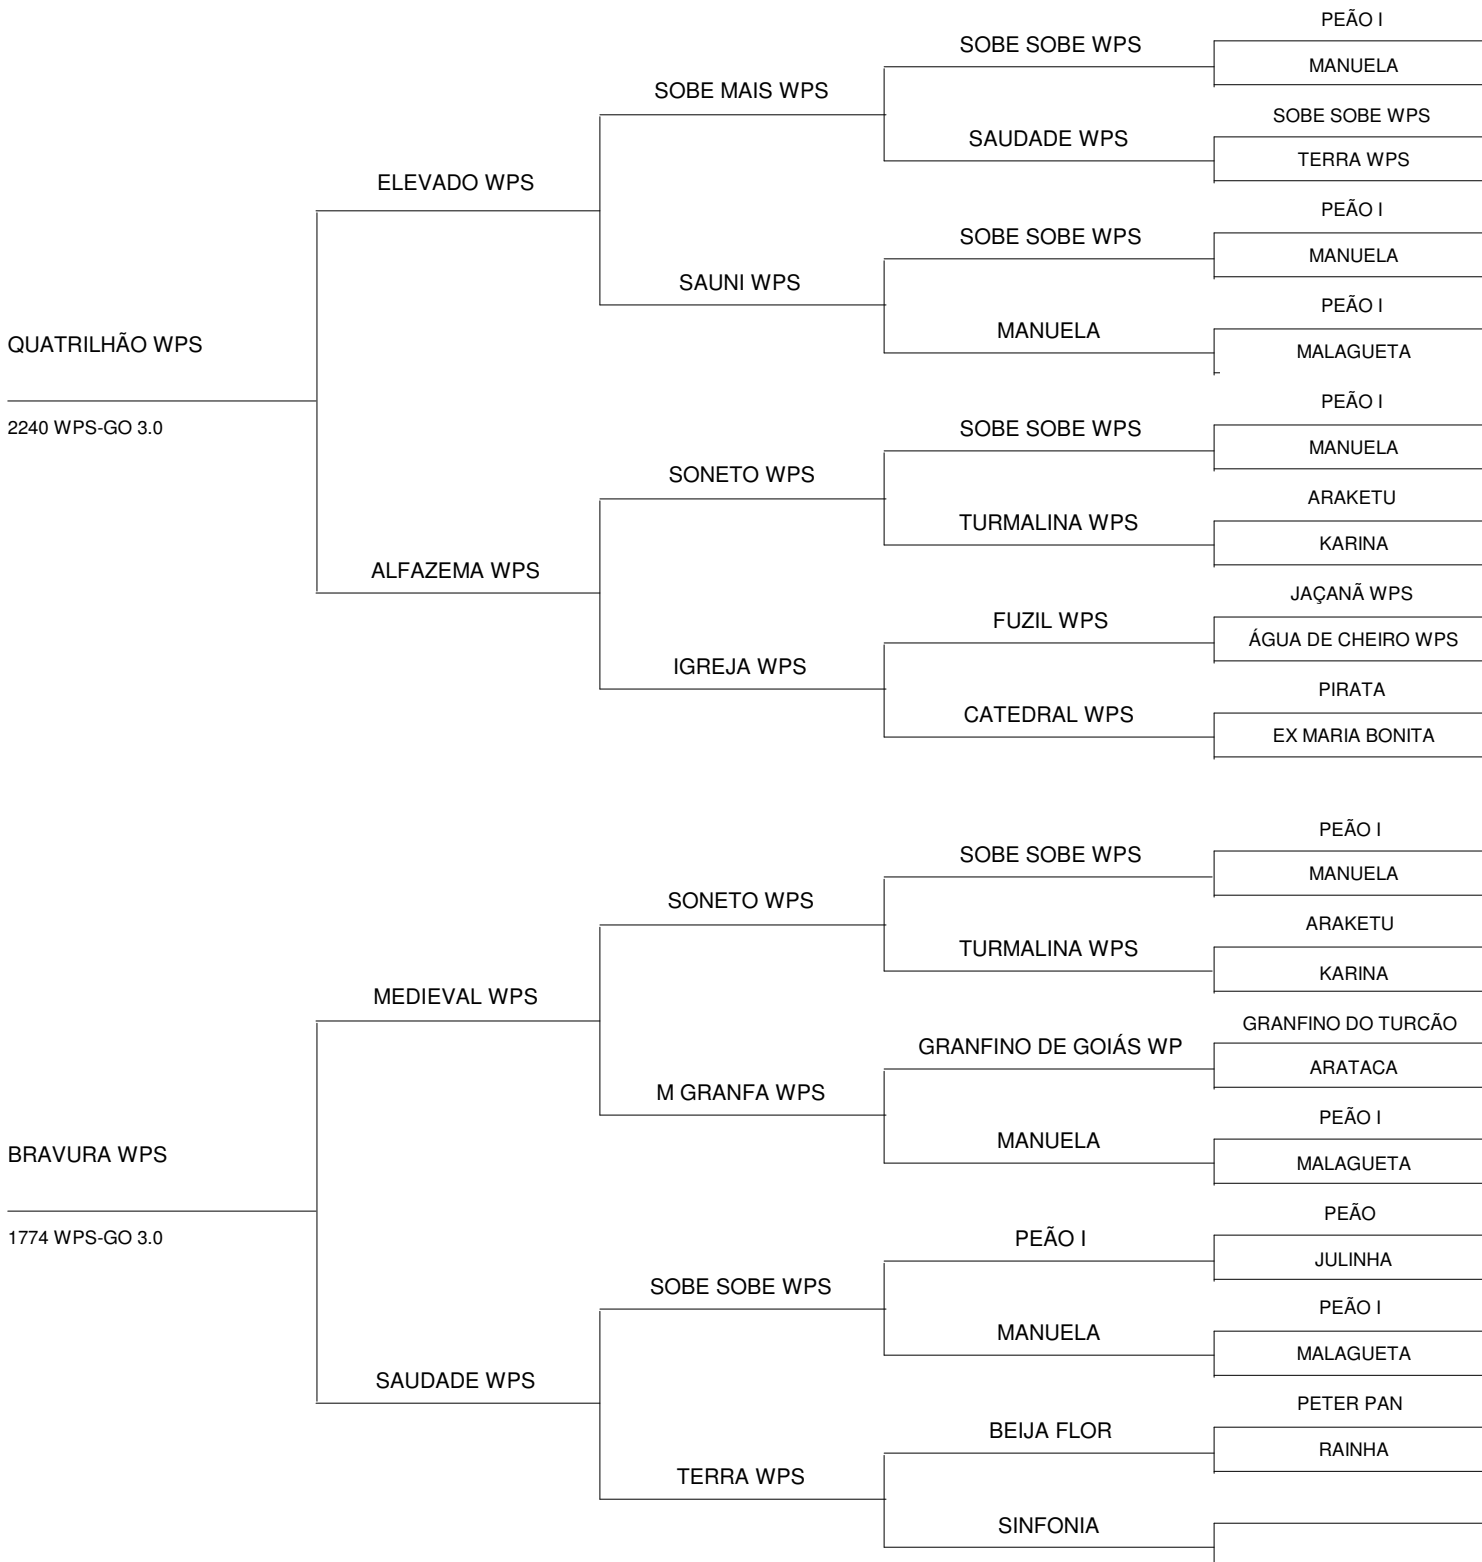 PEÃO I
SOBE SOBE WPS
MANUELA
SOBE MAIS WPS
SOBE SOBE WPS
SAUDADE WPS
TERRA WPS
ELEVADO WPS
PEÃO I
SOBE SOBE WPS
MANUELA
SAUNI WPS
PEÃO I
MANUELA
MALAGUETA
QUATRILHÃO WPS
2240 WPS-GO 3.0
PEÃO I
SOBE SOBE WPS
MANUELA
SONETO WPS
ARAKETU
TURMALINA WPS
KARINA
ALFAZEMA WPS
JAÇANÃ WPS
FUZIL WPS
ÁGUA DE CHEIRO WPS
IGREJA WPS
PIRATA
CATEDRAL WPS
EX MARIA BONITA
PEÃO I
SOBE SOBE WPS
MANUELA
SONETO WPS
ARAKETU
TURMALINA WPS
KARINA
MEDIEVAL WPS
GRANFINO DO TURCÃO
GRANFINO DE GOIÁS WP
ARATACA
M GRANFA WPS
PEÃO I
MANUELA
MALAGUETA
BRAVURA WPS
1774 WPS-GO 3.0
PEÃO
PEÃO I
JULINHA
SOBE SOBE WPS
PEÃO I
MANUELA
MALAGUETA
SAUDADE WPS
PETER PAN
BEIJA FLOR
RAINHA
TERRA WPS
SINFONIA